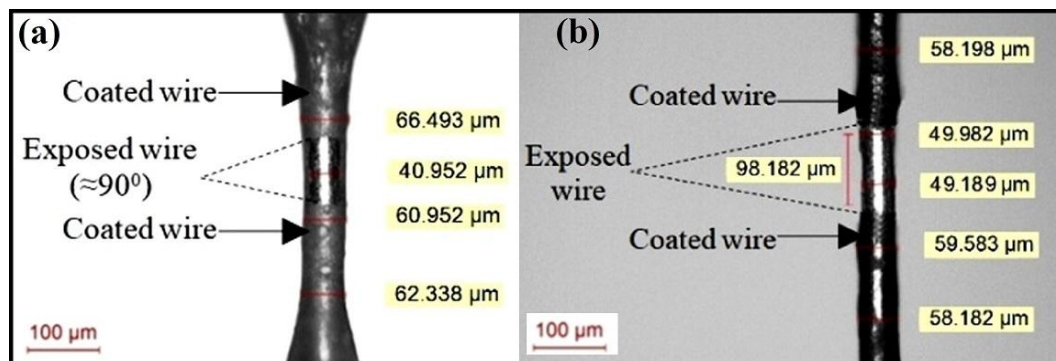 (a)
Coated wire
66.493 µm
Exposed wire
(≈90⁰)
40.952 µm
Coated wire
60.952 µm
62.338 µm
100 µm
(b)
58.198 µm
Coated wire
49.982 µm
Exposed
wire
98.182 µm
49.189 µm
Coated wire
59.583 µm
58.182 µm
100 µm